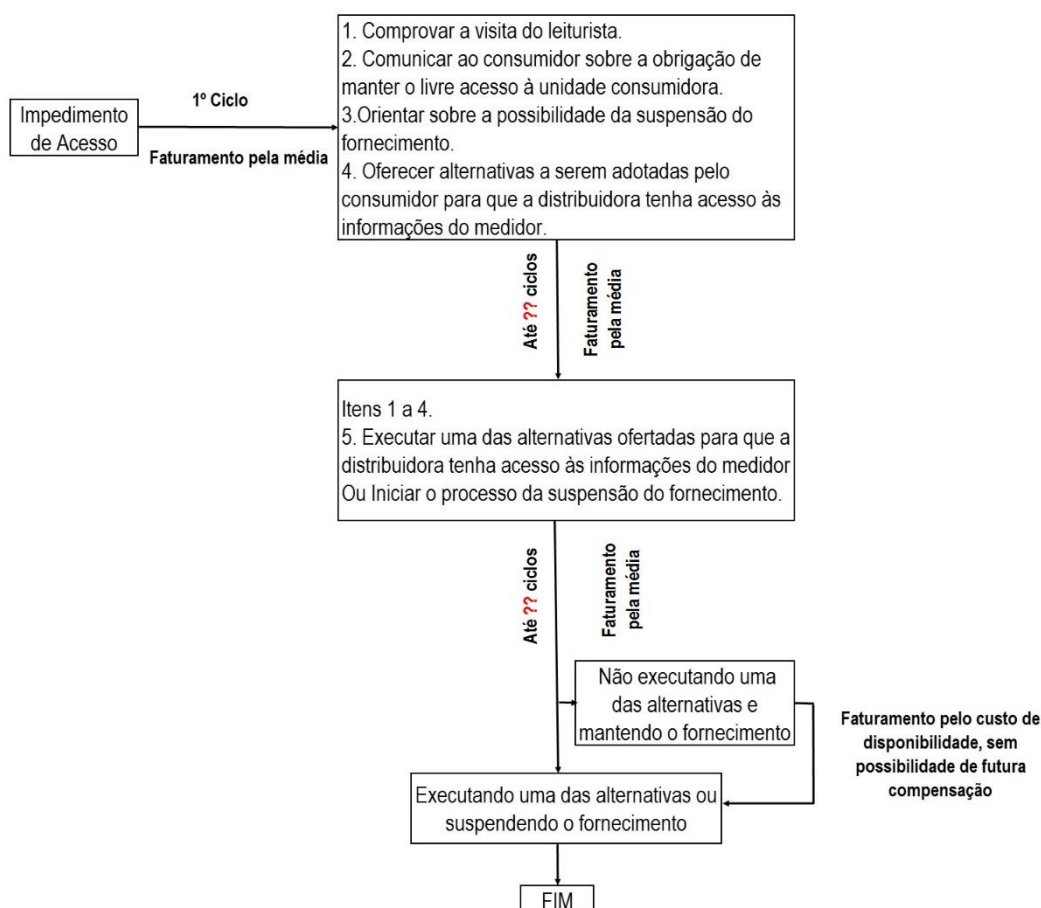 Impedimento
de Acesso
1º Ciclo
Faturamento pela média
1. Comprovar a visita do leiturista.
2. Comunicar ao consumidor sobre a obrigação de
manter o livre acesso à unidade consumidora.
3.Orientar sobre a possibilidade da suspensão do
fornecimento.
4. Oferecer alternativas a serem adotadas pelo
consumidor para que a distribuidora tenha acesso às
informações do medidor.
Até ?? ciclos
Faturamento
pela média
Itens 1 a 4.
5. Executar uma das alternativas ofertadas para que a
distribuidora tenha acesso às informações do medidor
Ou Iniciar o processo da suspensão do fornecimento.
Até ?? ciclos
Faturamento
pela média
Não executando uma
das alternativas e
mantendo o fornecimento
Faturamento pelo custo de
disponibilidade, sem
possibilidade de futura
compensação
Executando uma das alternativas ou
suspendendo o fornecimento
FIM